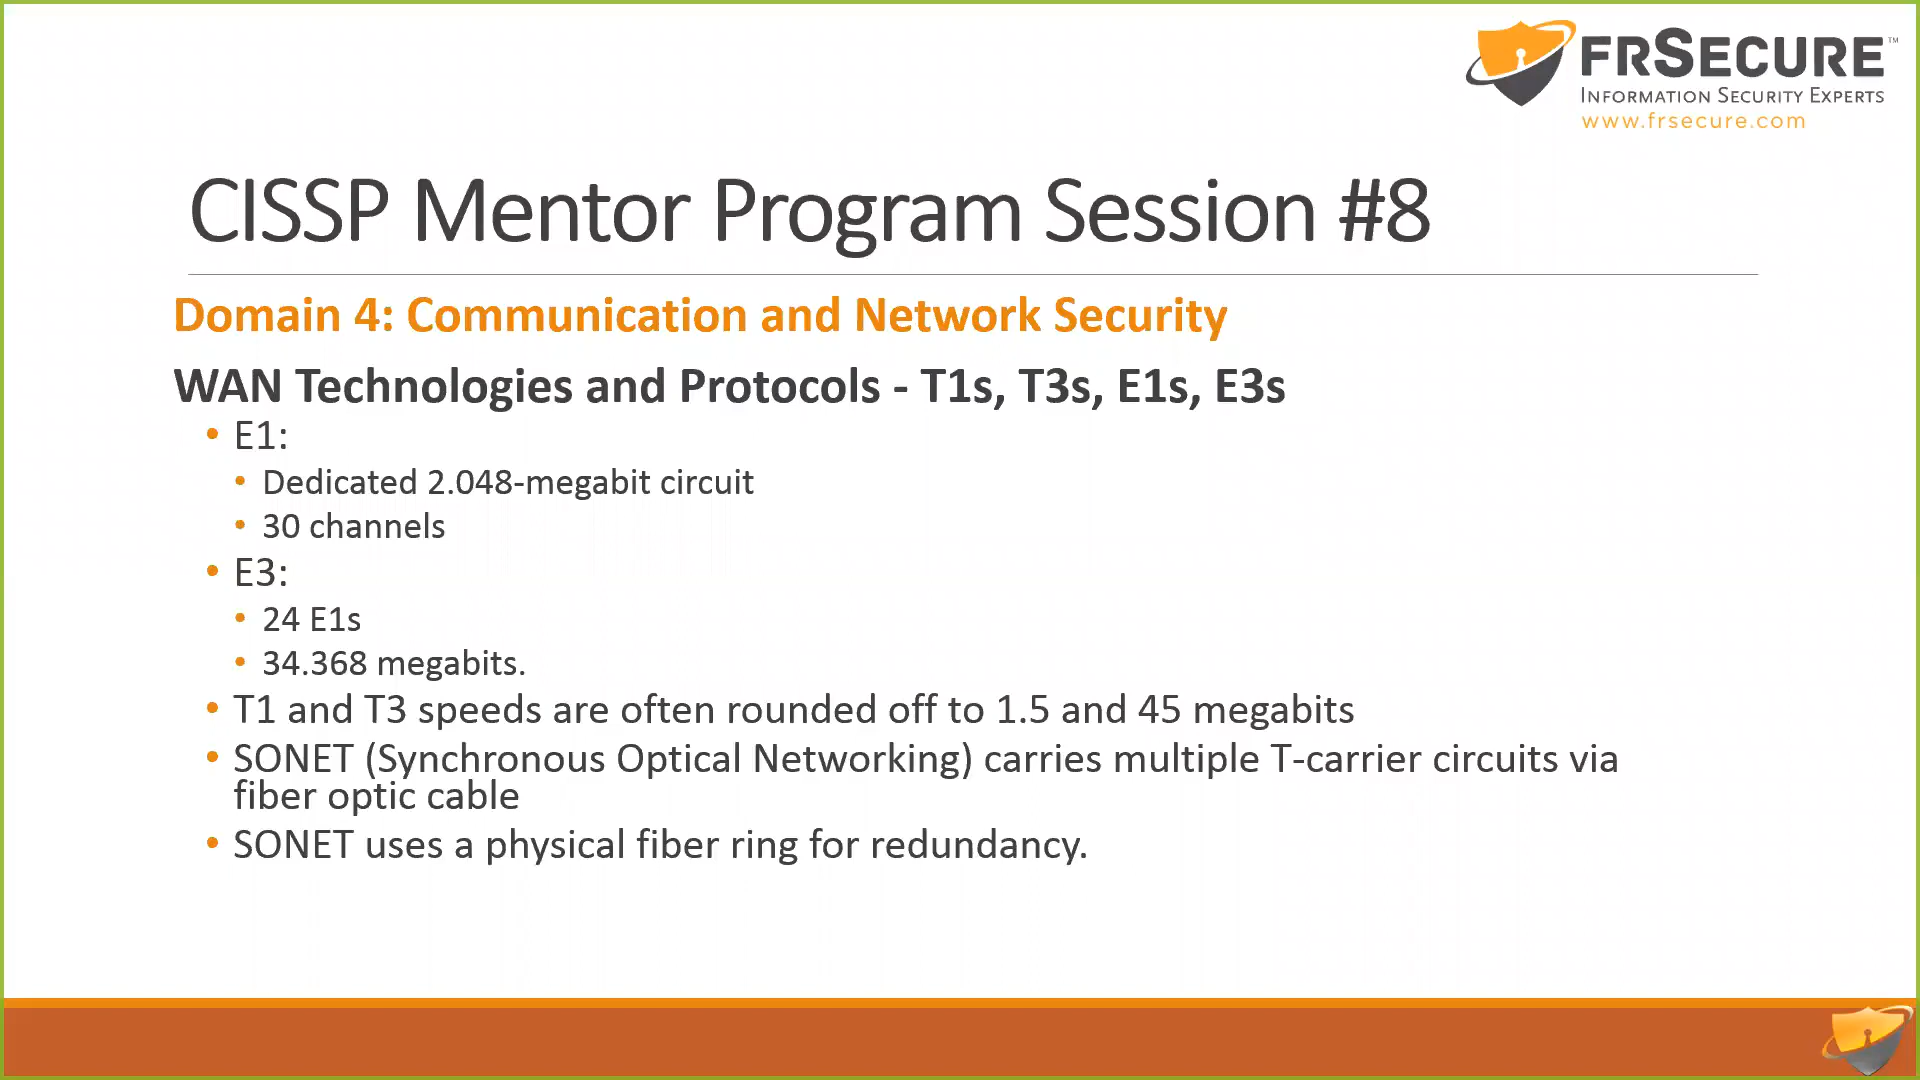 FRSECURE™
INFORMATION SECURITY EXPERTS
www.frsecure.com
CISSP Mentor Program Session #8
Domain 4: Communication and Network Security
WAN Technologies and Protocols - T1s, T3s, E1s, E3s
• E1:
• Dedicated 2.048-megabit circuit
• 30 channels
• E3:
• 24 E1s
• 34.368 megabits.
• T1 and T3 speeds are often rounded off to 1.5 and 45 megabits
• SONET (Synchronous Optical Networking) carries multiple T-carrier circuits via
fiber optic cable
• SONET uses a physical fiber ring for redundancy.